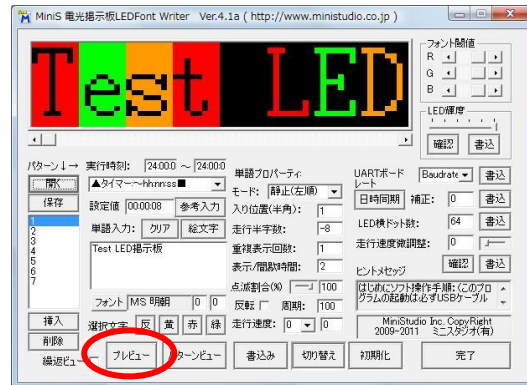 MiniS 電光掲示板LEDFont Writer Ver.4.1a ( http://www.ministudio.co.jp )
Test LED
フォント閾値
R
G
B
LED輝度
確認 書込
パターン↓→ 実行時刻: 24:00:0 ～ 24:00:0
開く ▲タイマー:～hhnnss■
保存 設定値 00:00:08 参考入力
単語入力: クリア 絵文字
1 Test LED掲示板
2
3
4
5
6
7
フォント MS 明朝 0 0
挿入 選択文字 反 黄 赤 緑
削除
繰返ビュー プレビュー ターンビュー 書込み 切り替え 初期化 完了
単語プロパティ:
モード: 静止(左順)
入り位置(半角): 1
走行半字数: -8
重複表示回数: 1
表示/間歇時間: 2
点滅割合(%) 100
反転 周期: 100
走行速度: 0 0
UARTボードレート Baudrate 書込
日時同期 補正: 0 書込
LED横ドット数: 64 書込
走行速度微調整: 0
ヒントメセッジ 確認 書込
はじめにソフト操作手順:(このプログラムの起動は必ずUSBケーブル
MiniStudio Inc. CopyRight
2009-2011 ミニスタジオ(有)